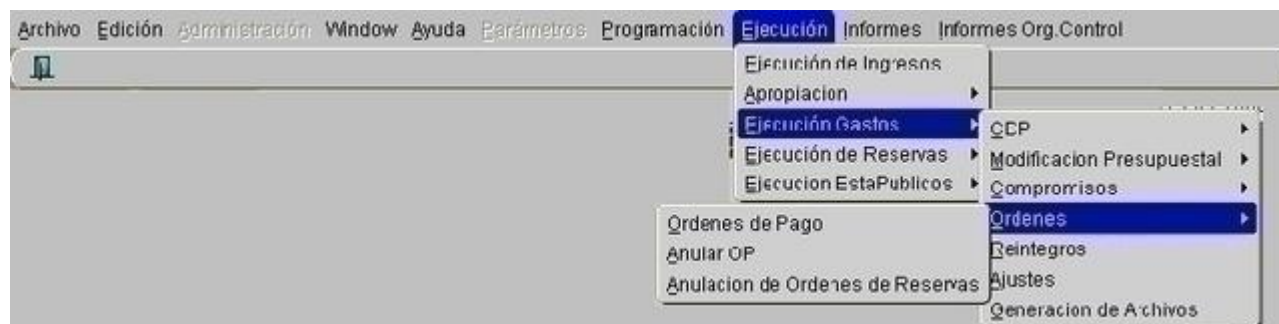 Archivo Edición Administración Window Ayuda Parámetros Programación Ejecución Informes Informes Org.Control
Ejecución de Ingresos
Apropiacion
Ejecución Gastos
Ejecución de Reservas
Ejecucion EstaPublicos
CDP
Modificacion Presupuestal
Compromisos
Ordenes
Reintegros
Ajustes
Generacion de Archivos
Ordenes de Pago
Anular OP
Anulacion de Ordenes de Reservas